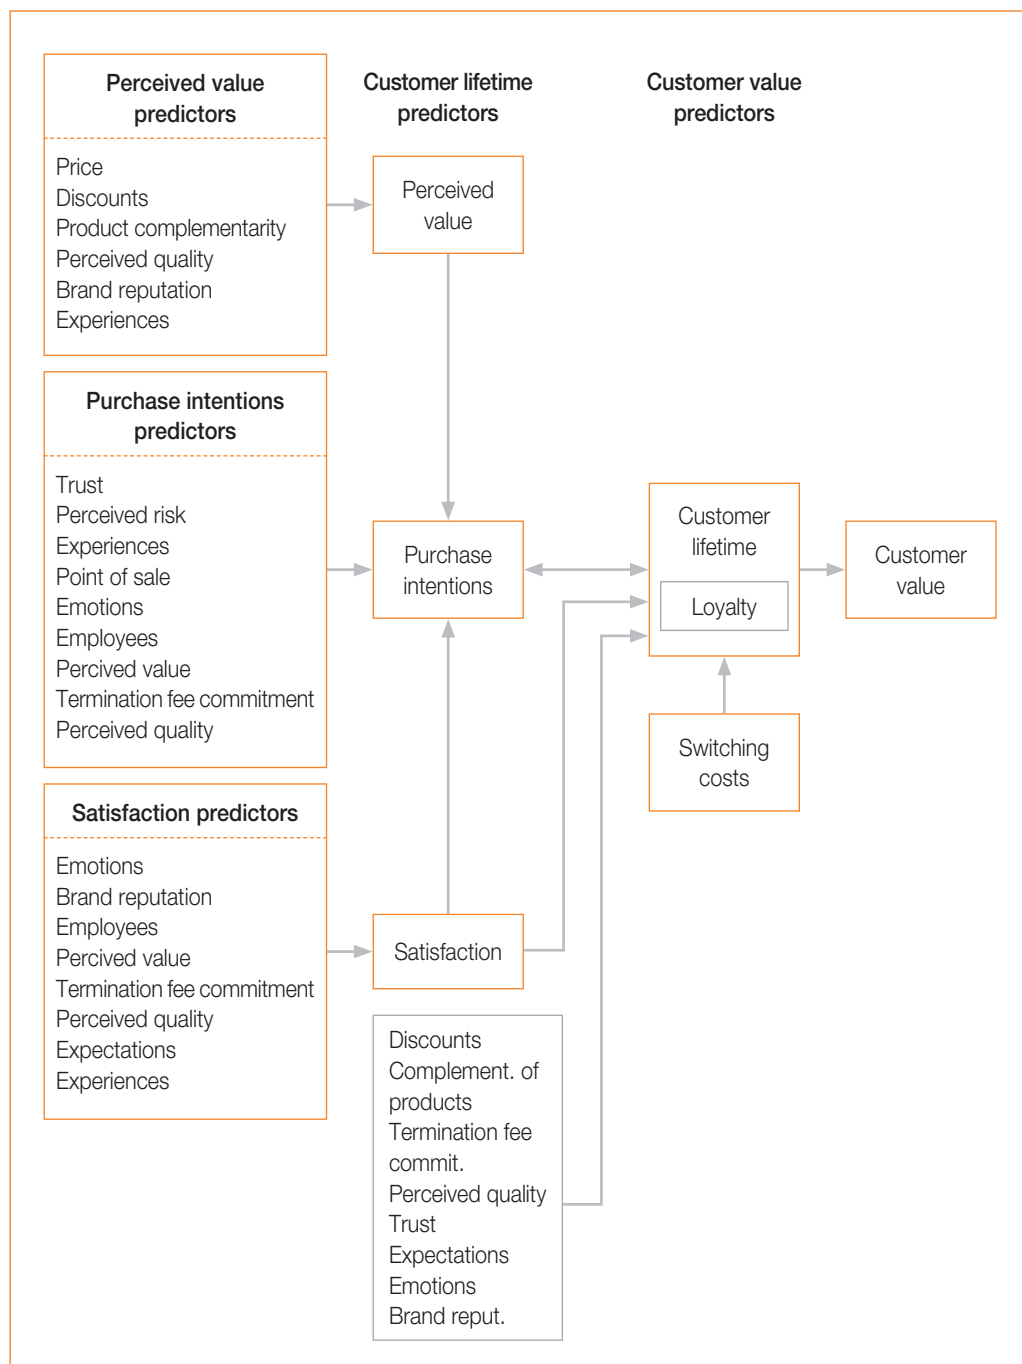 Perceived value
predictors
Price
Discounts
Product complementarity
Perceived quality
Brand reputation
Experiences
Customer lifetime
predictors
Customer value
predictors
Perceived
value
Purchase intentions
predictors
Trust
Perceived risk
Experiences
Point of sale
Emotions
Employees
Percived value
Termination fee commitment
Perceived quality
Purchase
intentions
Customer
lifetime
Loyalty
Customer
value
Switching
costs
Satisfaction predictors
Emotions
Brand reputation
Employees
Percived value
Termination fee commitment
Perceived quality
Expectations
Experiences
Satisfaction
Discounts
Complement. of
products
Termination fee
commit.
Perceived quality
Trust
Expectations
Emotions
Brand reput.